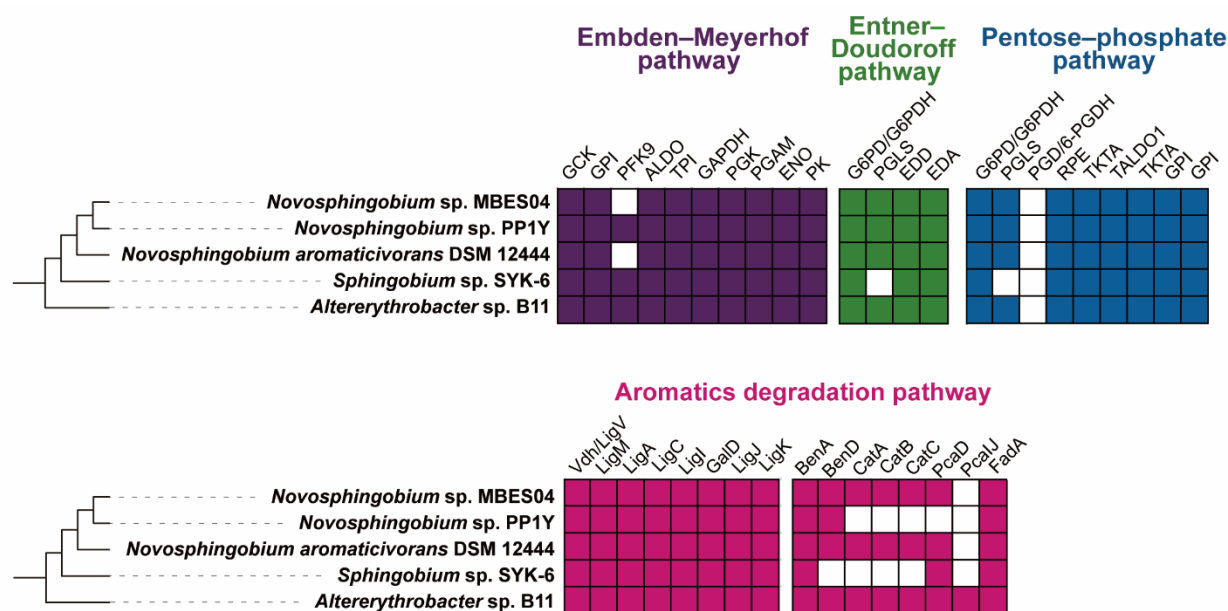 Embden–Meyerhof
pathway
Entner–
Doudoroff
pathway
Pentose–phosphate
pathway
GCK
GPI
PFK9
ALDO
TPI
GAPDH
PGK
PGAM
ENO
PK
G6PD/G6PDH
PGLS
EDD
EDA
G6PD/G6PDH
PGLS
PGD/6-PGDH
RPE
TKTA
TALDO1
TKTA
GPI
GPI
Novosphingobium sp. MBES04
Novosphingobium sp. PP1Y
Novosphingobium aromaticivorans DSM 12444
Sphingobium sp. SYK-6
Altererythrobacter sp. B11
Aromatics degradation pathway
Vdh/LigV
LigM
LigA
LigC
LigI
GalD
LigJ
LigK
BenA
BenD
CatA
CatB
CatC
PcaD
PcaIJ
FadA
Novosphingobium sp. MBES04
Novosphingobium sp. PP1Y
Novosphingobium aromaticivorans DSM 12444
Sphingobium sp. SYK-6
Altererythrobacter sp. B11